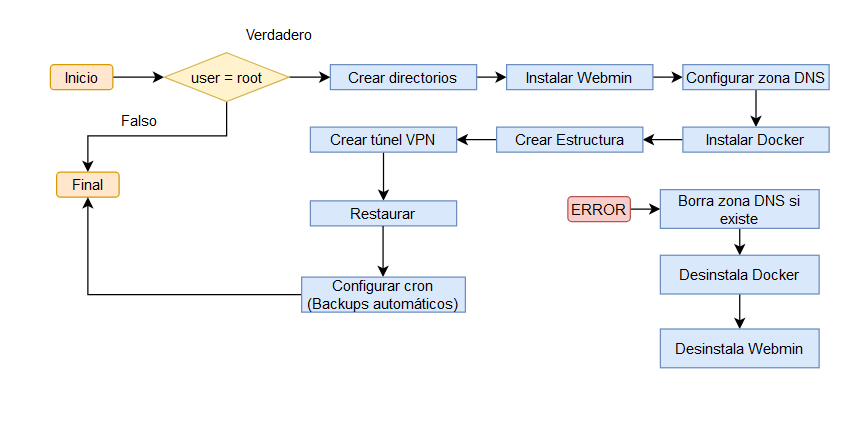 Verdadero
Inicio
user = root
Crear directorios
Instalar Webmin
Configurar zona DNS
Falso
Crear túnel VPN
Crear Estructura
Instalar Docker
Final
Restaurar
ERROR
Borra zona DNS si
existe
Desinstala Docker
Configurar cron
(Backups automáticos)
Desinstala Webmin